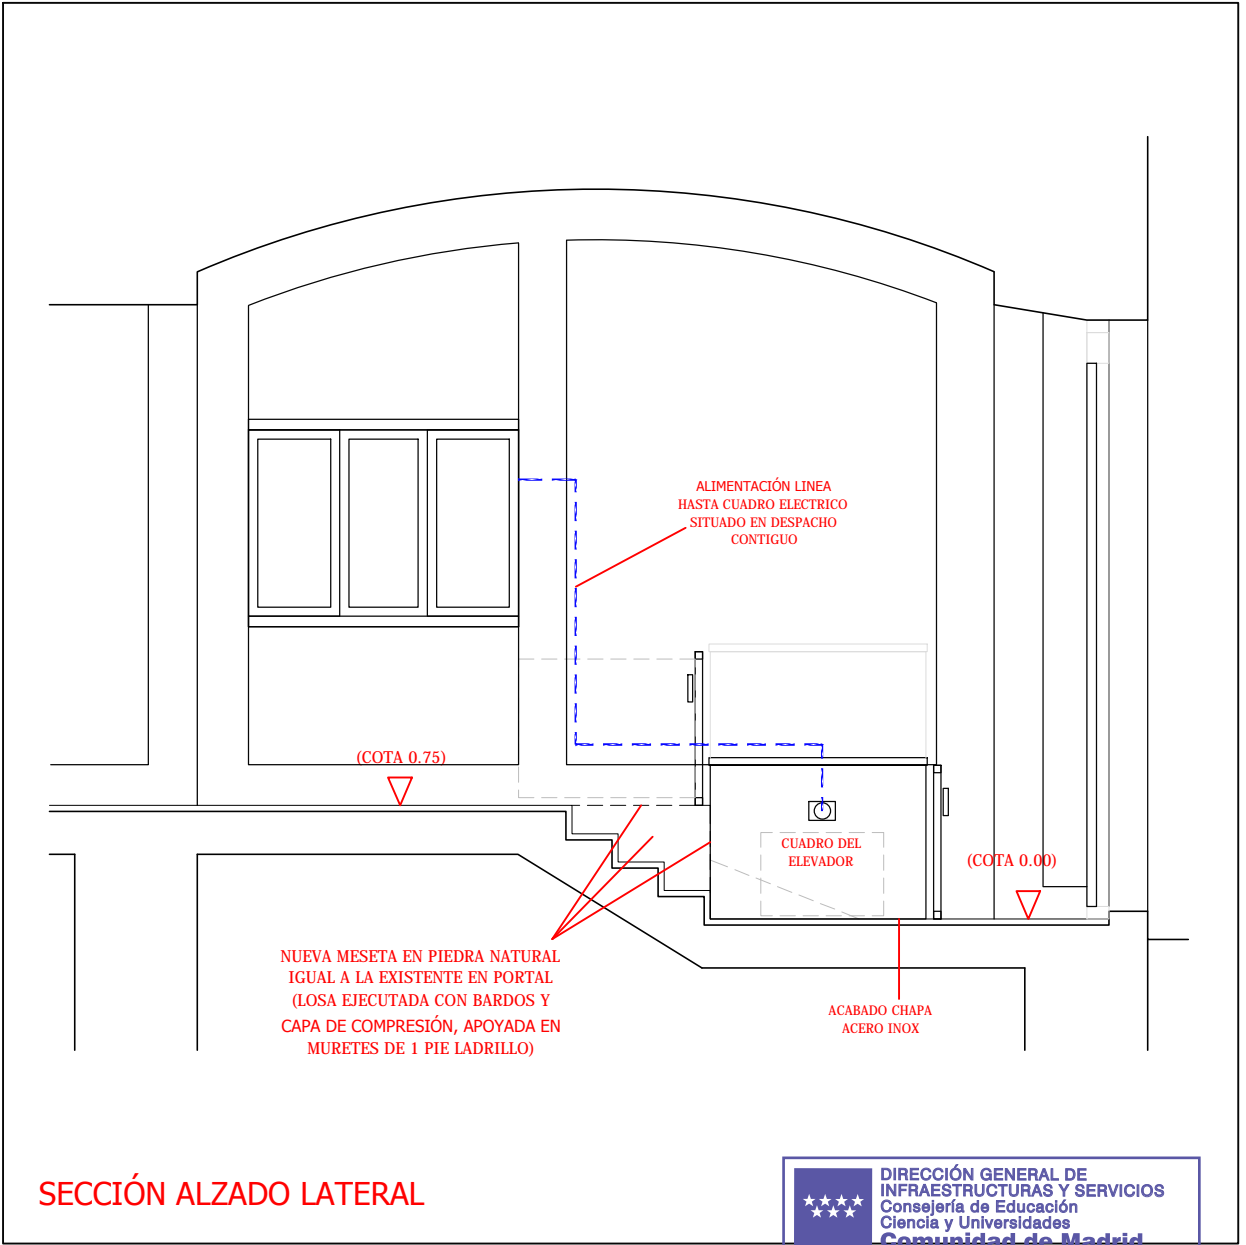 ALIMENTACIÓN LINEA
HASTA CUADRO ELECTRICO
SITUADO EN DESPACHO
CONTIGUO
(COTA 0.75)
CUADRO DEL
ELEVADOR
(COTA 0.00)
NUEVA MESETA EN PIEDRA NATURAL
IGUAL A LA EXISTENTE EN PORTAL
(LOSA EJECUTADA CON BARDOS Y
CAPA DE COMPRESIÓN, APOYADA EN
MURETES DE 1 PIE LADRILLO)
ACABADO CHAPA
ACERO INOX
SECCIÓN ALZADO LATERAL
DIRECCIÓN GENERAL DE
INFRAESTRUCTURAS Y SERVICIOS
Consejería de Educación
Ciencia y Universidades
Comunidad de Madrid